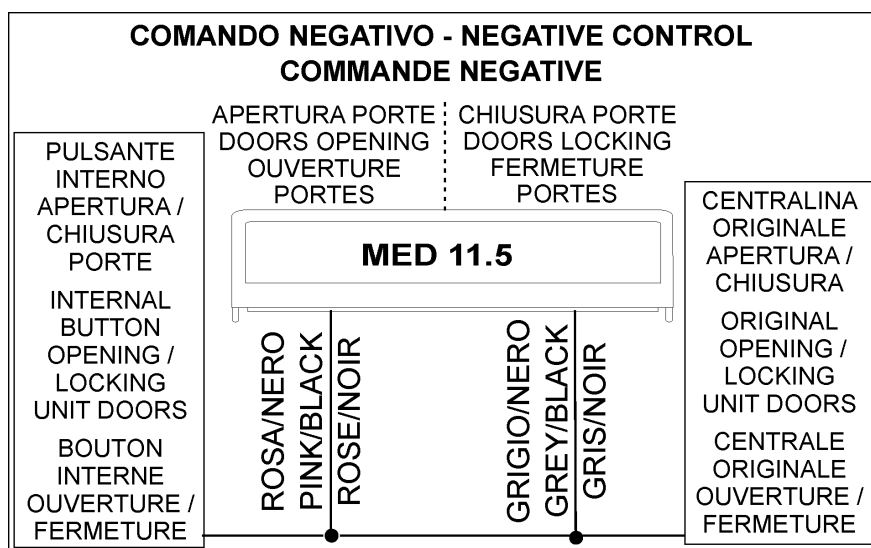 COMANDO NEGATIVO - NEGATIVE CONTROL
COMMANDE NEGATIVE
APERTURA PORTE
DOORS OPENING
OUVERTURE
PORTES
CHIUSURA PORTE
DOORS LOCKING
FERMETURE
PORTES
PULSANTE
INTERNO
APERTURA /
CHIUSURA
PORTE
INTERNAL
BUTTON
OPENING /
LOCKING
UNIT DOORS
BOUTON
INTERNE
OUVERTURE /
FERMETURE
MED 11.5
ROSA/NERO
PINK/BLACK
ROSE/NOIR
GRIGIO/NERO
GREY/BLACK
GRIS/NOIR
CENTRALINA
ORIGINALE
APERTURA /
CHIUSURA
ORIGINAL
OPENING /
LOCKING
UNIT DOORS
CENTRALE
ORIGINALE
OUVERTURE /
FERMETURE